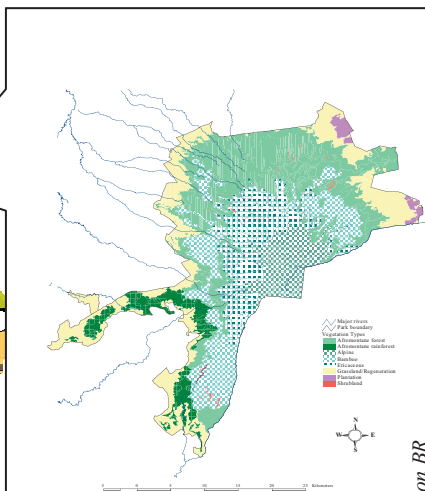 Major rivers
Park boundary
Vegetation Types
Afromontane forest
Afromontane rainforest
Alpine
Bamboo
Ericaceous
Grassland/Regeneration
Plantation
Shrubland
N
W E
S
5 0 5 10 15 20 25 Kilometers
on BR